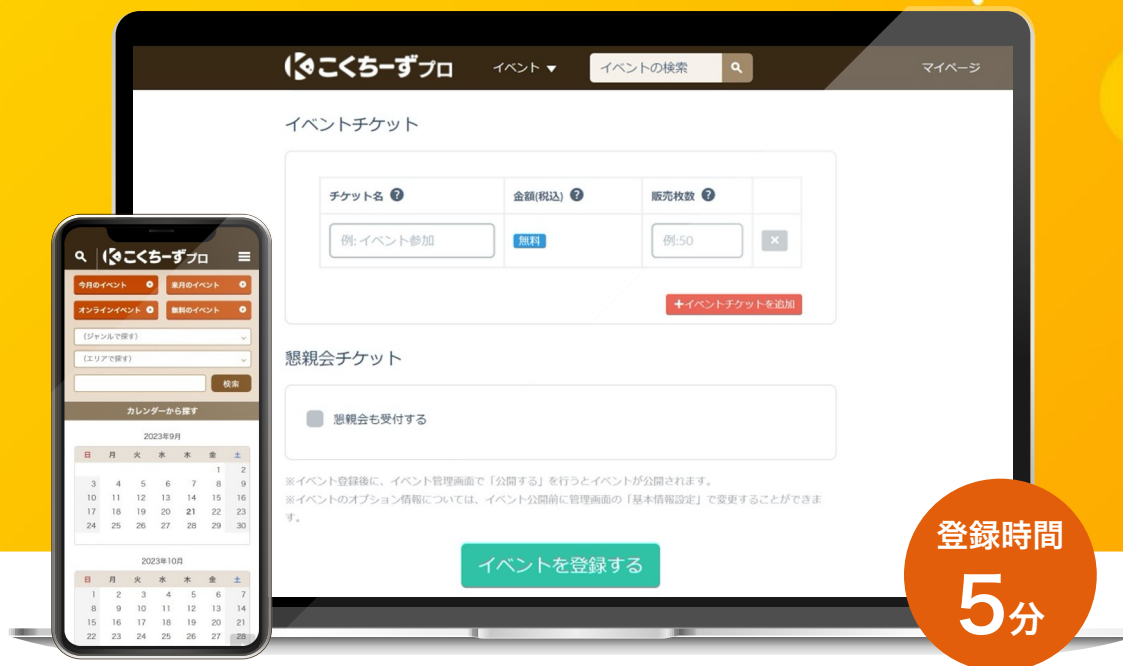 こくちーずプロ イベント ▼ イベントの検索 マイページ
イベントチケット
チケット名 ? 金額(税込) ? 販売枚数 ?
例: イベント参加 無料 例:50 ×
+イベントチケットを追加
懇親会チケット
懇親会も受付する
※イベント登録後に、イベント管理画面で「公開する」を行うとイベントが公開されます。
※イベントのオプション情報については、イベント公開前に管理画面の「基本情報設定」で変更することができま
す。
イベントを登録する
こくちーずプロ
今月のイベント 来月のイベント
オンラインイベント 無料のイベント
(ジャンルで探す)
(エリアで探す)
検索
カレンダーから探す
2023年9月
日 月 火 水 木 金 土
1 2
3 4 5 6 7 8 9
10 11 12 13 14 15 16
17 18 19 20 21 22 23
24 25 26 27 28 29 30
2023年10月
日 月 火 水 木 金 土
1 2 3 4 5 6 7
8 9 10 11 12 13 14
15 16 17 18 19 20 21
22 23 24 25 26 27 28
登録時間
5分